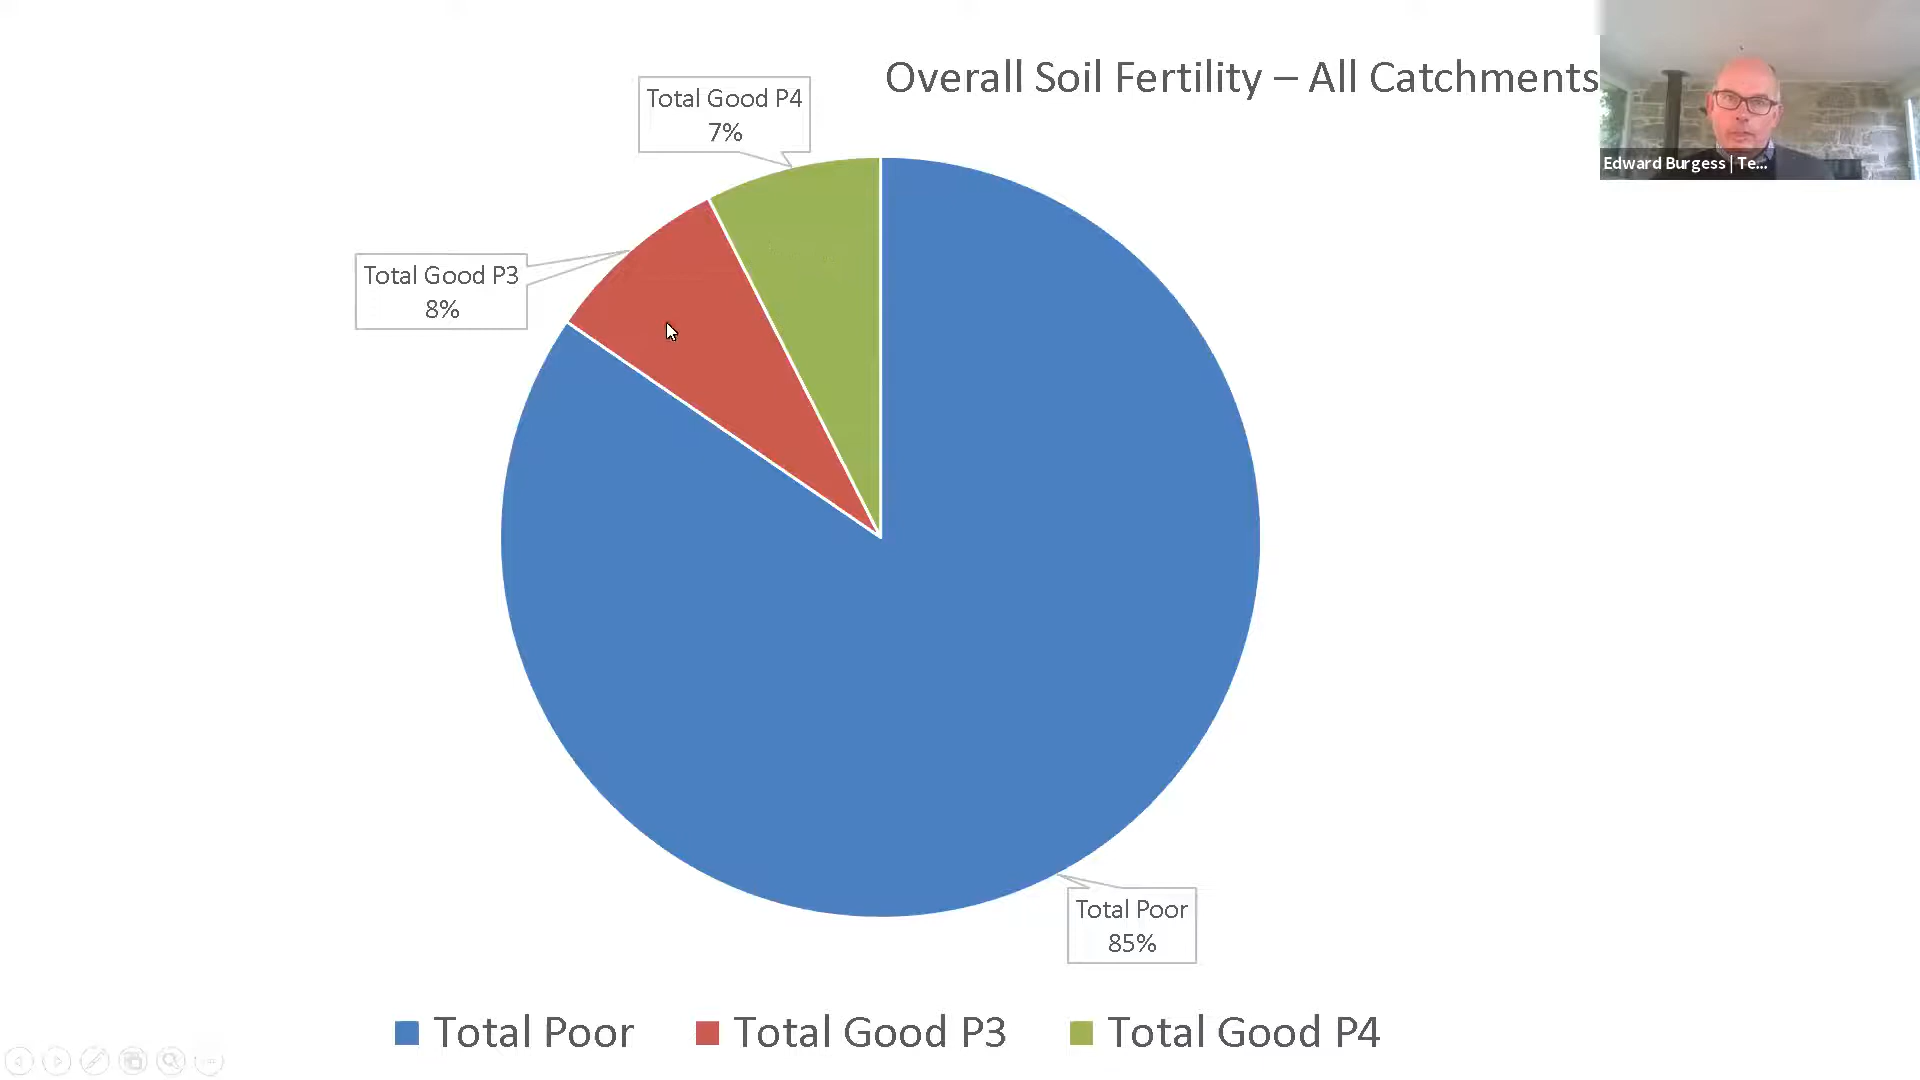 Overall Soil Fertility – All Catchments
Edward Burgess | Te...
Total Good P4
7%
Total Good P3
8%
Total Poor
85%
Total Poor
Total Good P3
Total Good P4